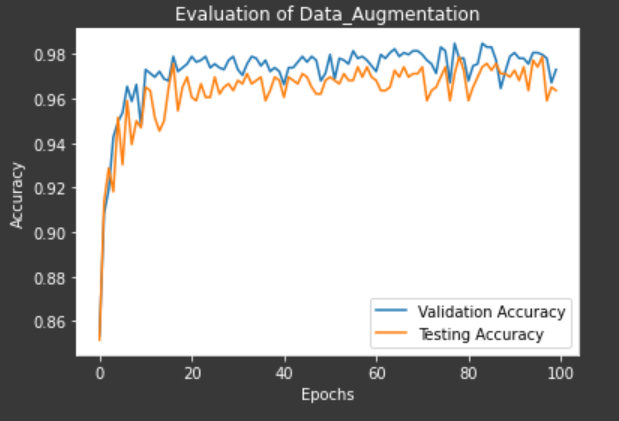 Evaluation of Data_Augmentation
Accuracy
0.98
0.96
0.94
0.92
0.90
0.88
0.86
Validation Accuracy
Testing Accuracy
0 20 40 60 80 100
Epochs